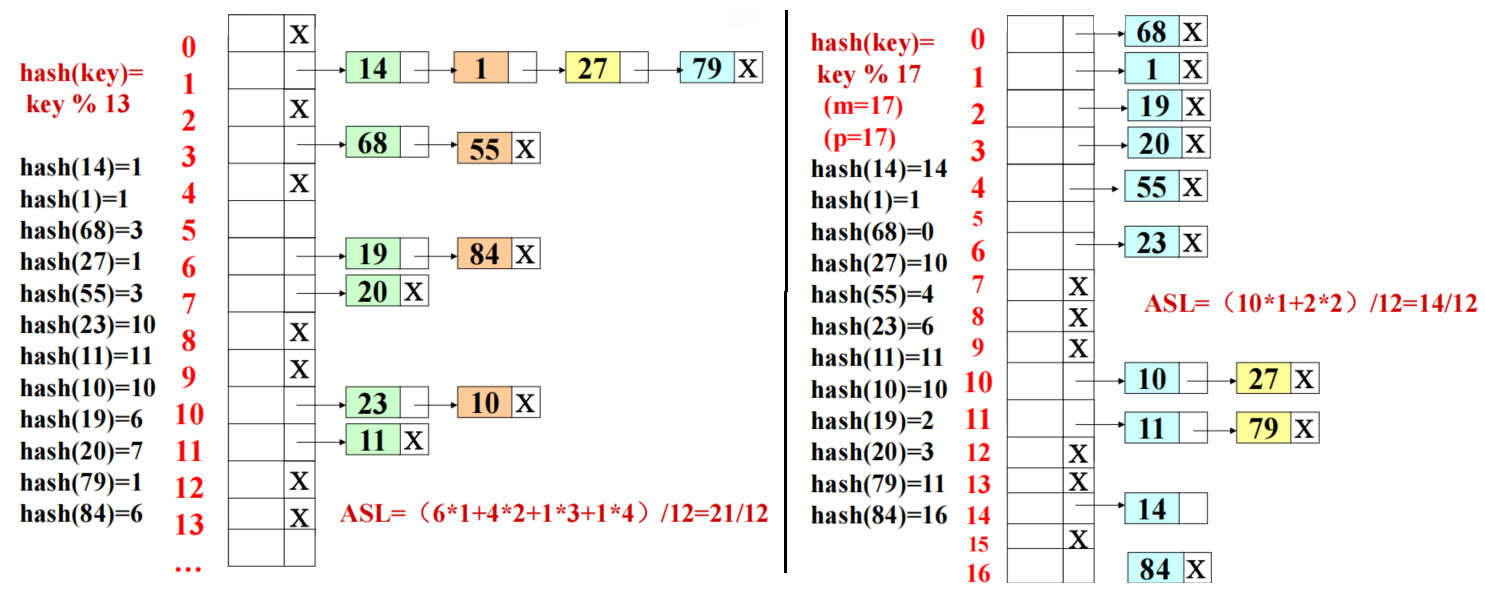 hash(key)=
key % 13
hash(14)=1
hash(1)=1
hash(68)=3
hash(27)=1
hash(55)=3
hash(23)=10
hash(11)=11
hash(10)=10
hash(19)=6
hash(20)=7
hash(79)=1
hash(84)=6
0 X
1 14 1 27 79 X
2 X
3 68 55 X
4 X
5
6 19 84 X
7 20 X
8 X
9 X
10 23 10 X
11 11 X
12 X
13 X
...
ASL=（6*1+4*2+1*3+1*4）/12=21/12
hash(key)=
key % 17
(m=17)
(p=17)
hash(14)=14
hash(1)=1
hash(68)=0
hash(27)=10
hash(55)=4
hash(23)=6
hash(11)=11
hash(10)=10
hash(19)=2
hash(20)=3
hash(79)=11
hash(84)=16
0 68 X
1 1 X
2 19 X
3 20 X
4 55 X
5
6 23 X
7 X
8 X
9 X
10 10 27 X
11 11 79 X
12 X
13 X
14 14
15 X
16 84 X
ASL=（10*1+2*2）/12=14/12